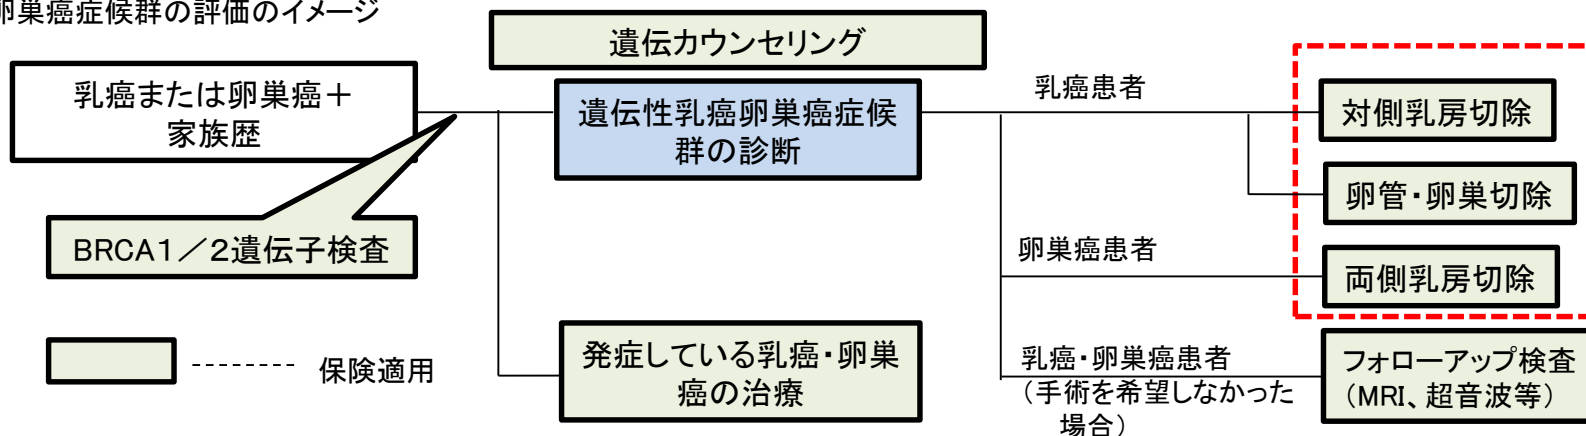 卵巣癌症候群の評価のイメージ
遺伝カウンセリング
乳癌または卵巣癌＋
家族歴
BRCA1／2遺伝子検査
遺伝性乳癌卵巣癌症候
群の診断
発症している乳癌・卵巣
癌の治療
乳癌患者
対側乳房切除
卵管・卵巣切除
卵巣癌患者
両側乳房切除
乳癌・卵巣癌患者
（手術を希望しなかった
場合）
フォローアップ検査
（MRI、超音波等）
保険適用